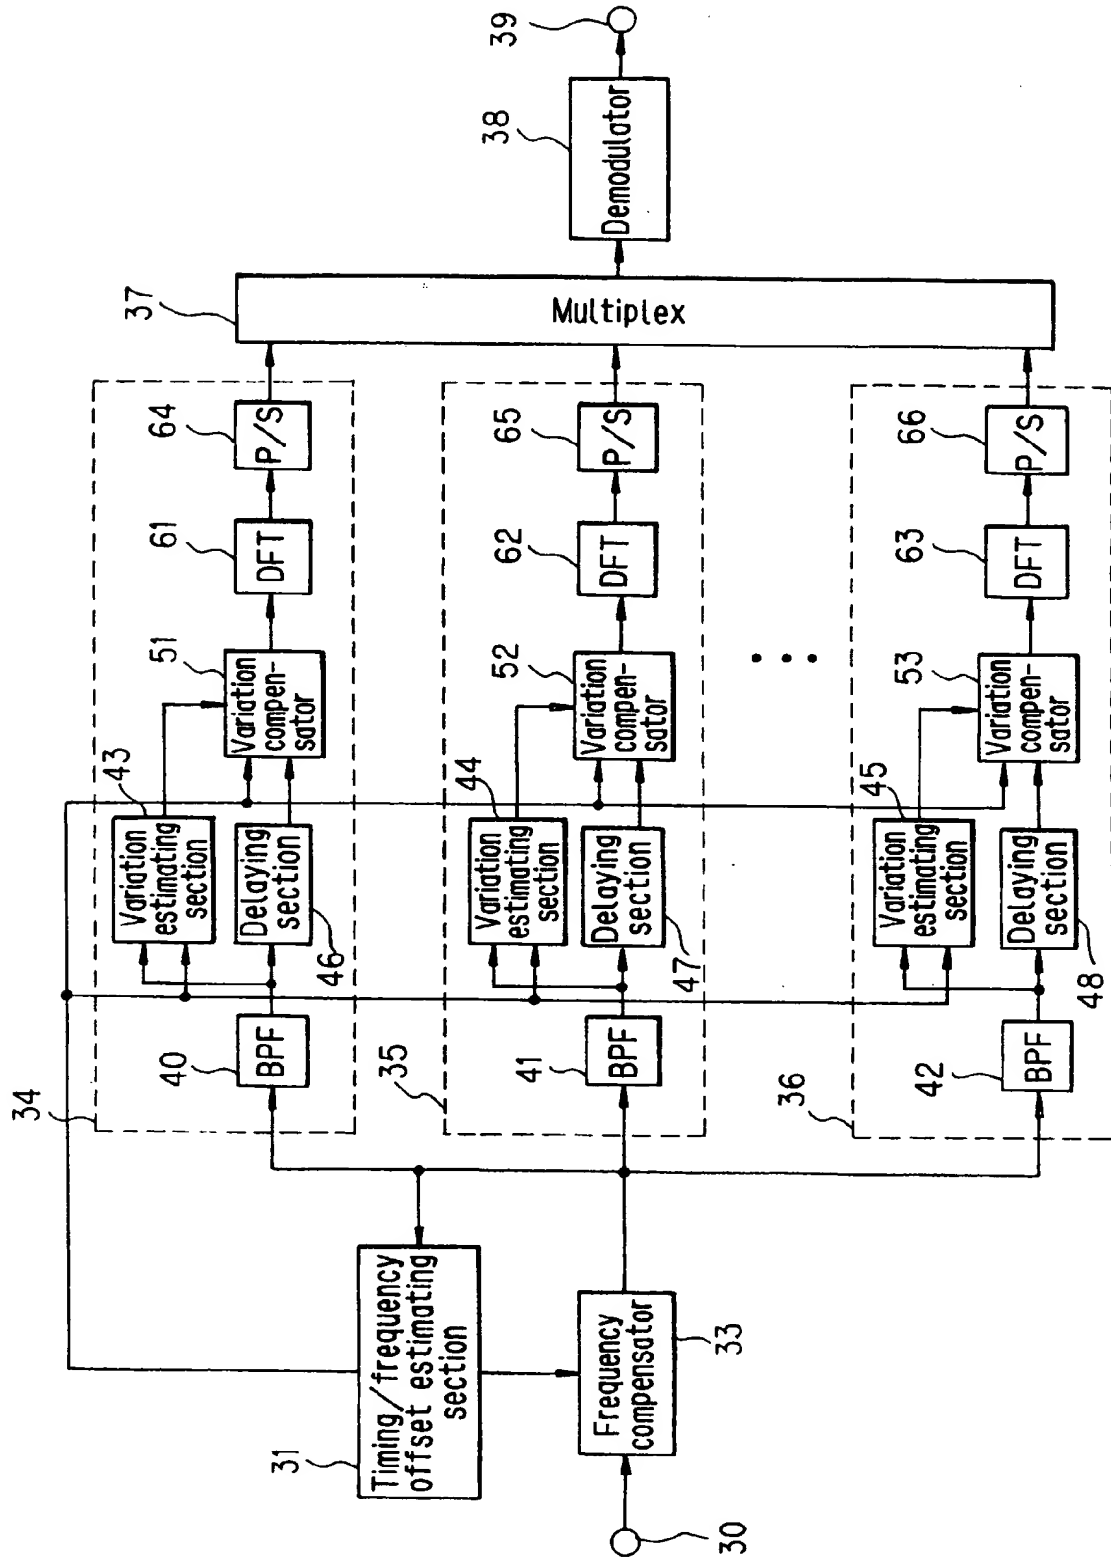 30
31
Timing/frequency
offset estimating
section
Frequency
compensator
33
34
40
BPF
43
Variation
estimating
section
Delaying
section
46
51
Variation
compen-
sator
61
DFT
64
P/S
35
41
BPF
44
Variation
estimating
section
Delaying
section
47
52
Variation
compen-
sator
62
DFT
65
P/S
36
42
BPF
45
Variation
estimating
section
Delaying
section
48
53
Variation
compen-
sator
63
DFT
66
P/S
37
Multiplex
38
Demodulator
39